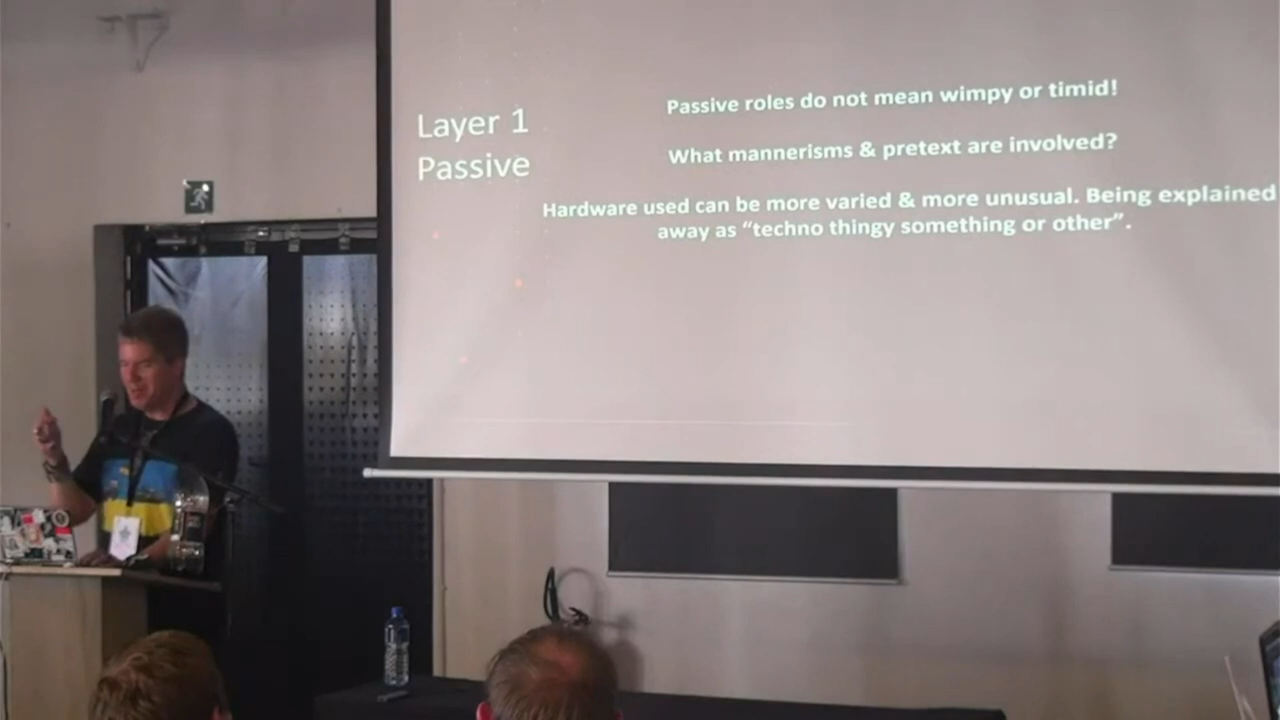 Layer 1
Passive
Passive roles do not mean wimpy or timid!
What mannerisms & pretext are involved?
Hardware used can be more varied & more unusual. Being explained
away as “techno thingy something or other”.